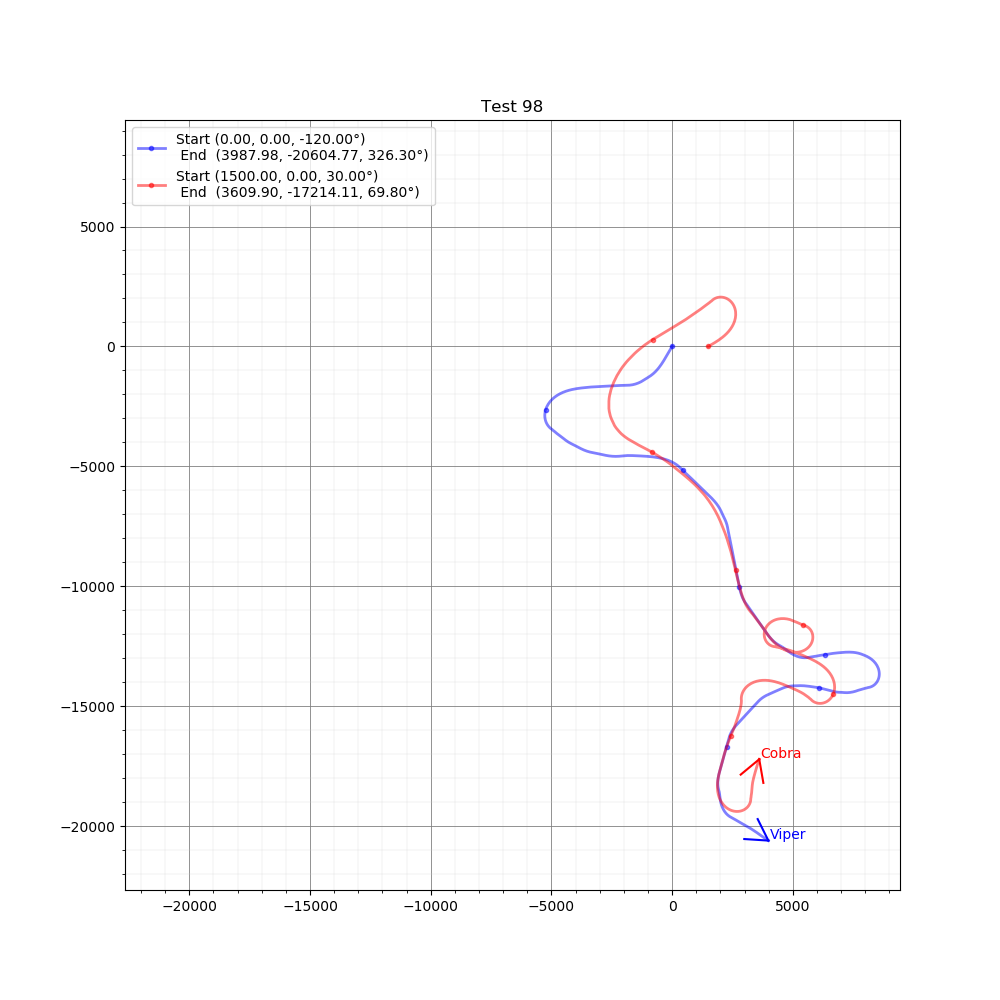 Test 98
Start (0.00, 0.00, -120.00°)
End  (3987.98, -20604.77, 326.30°)
Start (1500.00, 0.00, 30.00°)
End  (3609.90, -17214.11, 69.80°)
5000
0
−5000
−10000
−15000
−20000
Cobra
Viper
−20000
−15000
−10000
−5000
0
5000